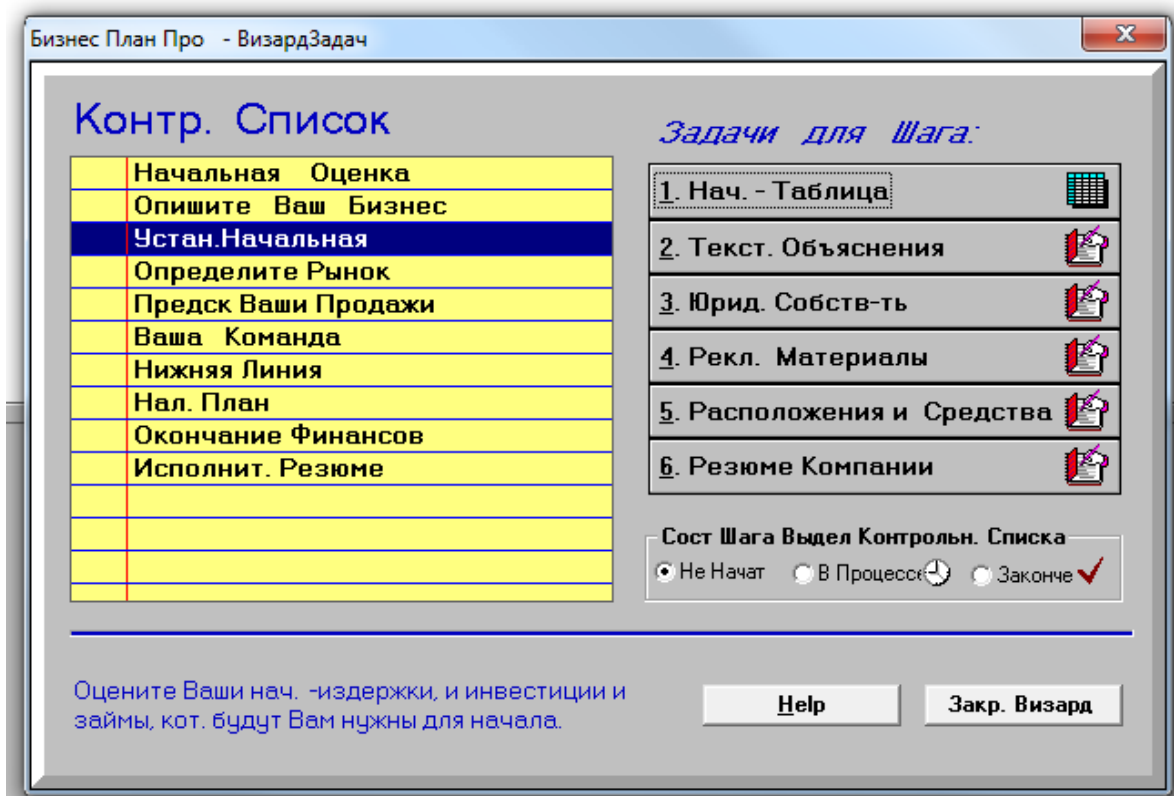 Бизнес План Про - ВизардЗадач
Контр. Список
Начальная Оценка
Опишите Ваш Бизнес
Устан.Начальная
Определите Рынок
Предск Ваши Продажи
Ваша Команда
Нижняя Линия
Нал. План
Окончание Финансов
Исполнит. Резюме
Задачи для Шага:
1. Нач. - Таблица
2. Текст. Объяснения
3. Юрид. Собств-ть
4. Рекл. Материалы
5. Расположения и Средства
6. Резюме Компании
Сост Шага Выдел Контрольн. Списка
Не Начат В Процессе Законче
Оцените Ваши нач. -издержки, и инвестиции и
займы, кот. будут Вам нужны для начала.
Help Закр. Визард